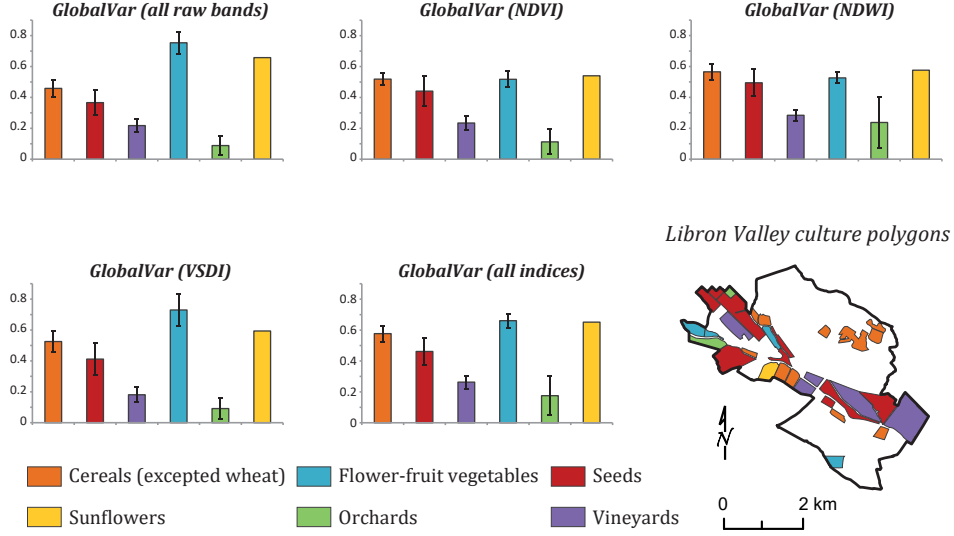 GlobalVar (all raw bands)
GlobalVar (NDVI)
GlobalVar (NDWI)
0.8
0.6
0.4
0.2
0
0.8
0.6
0.4
0.2
0
0.8
0.6
0.4
0.2
0
GlobalVar (VSDI)
GlobalVar (all indices)
Libron Valley culture polygons
0.8
0.6
0.4
0.2
0
0.8
0.6
0.4
0.2
0
N
0 2 km
Cereals (excepted wheat)
Flower-fruit vegetables
Seeds
Sunflowers
Orchards
Vineyards